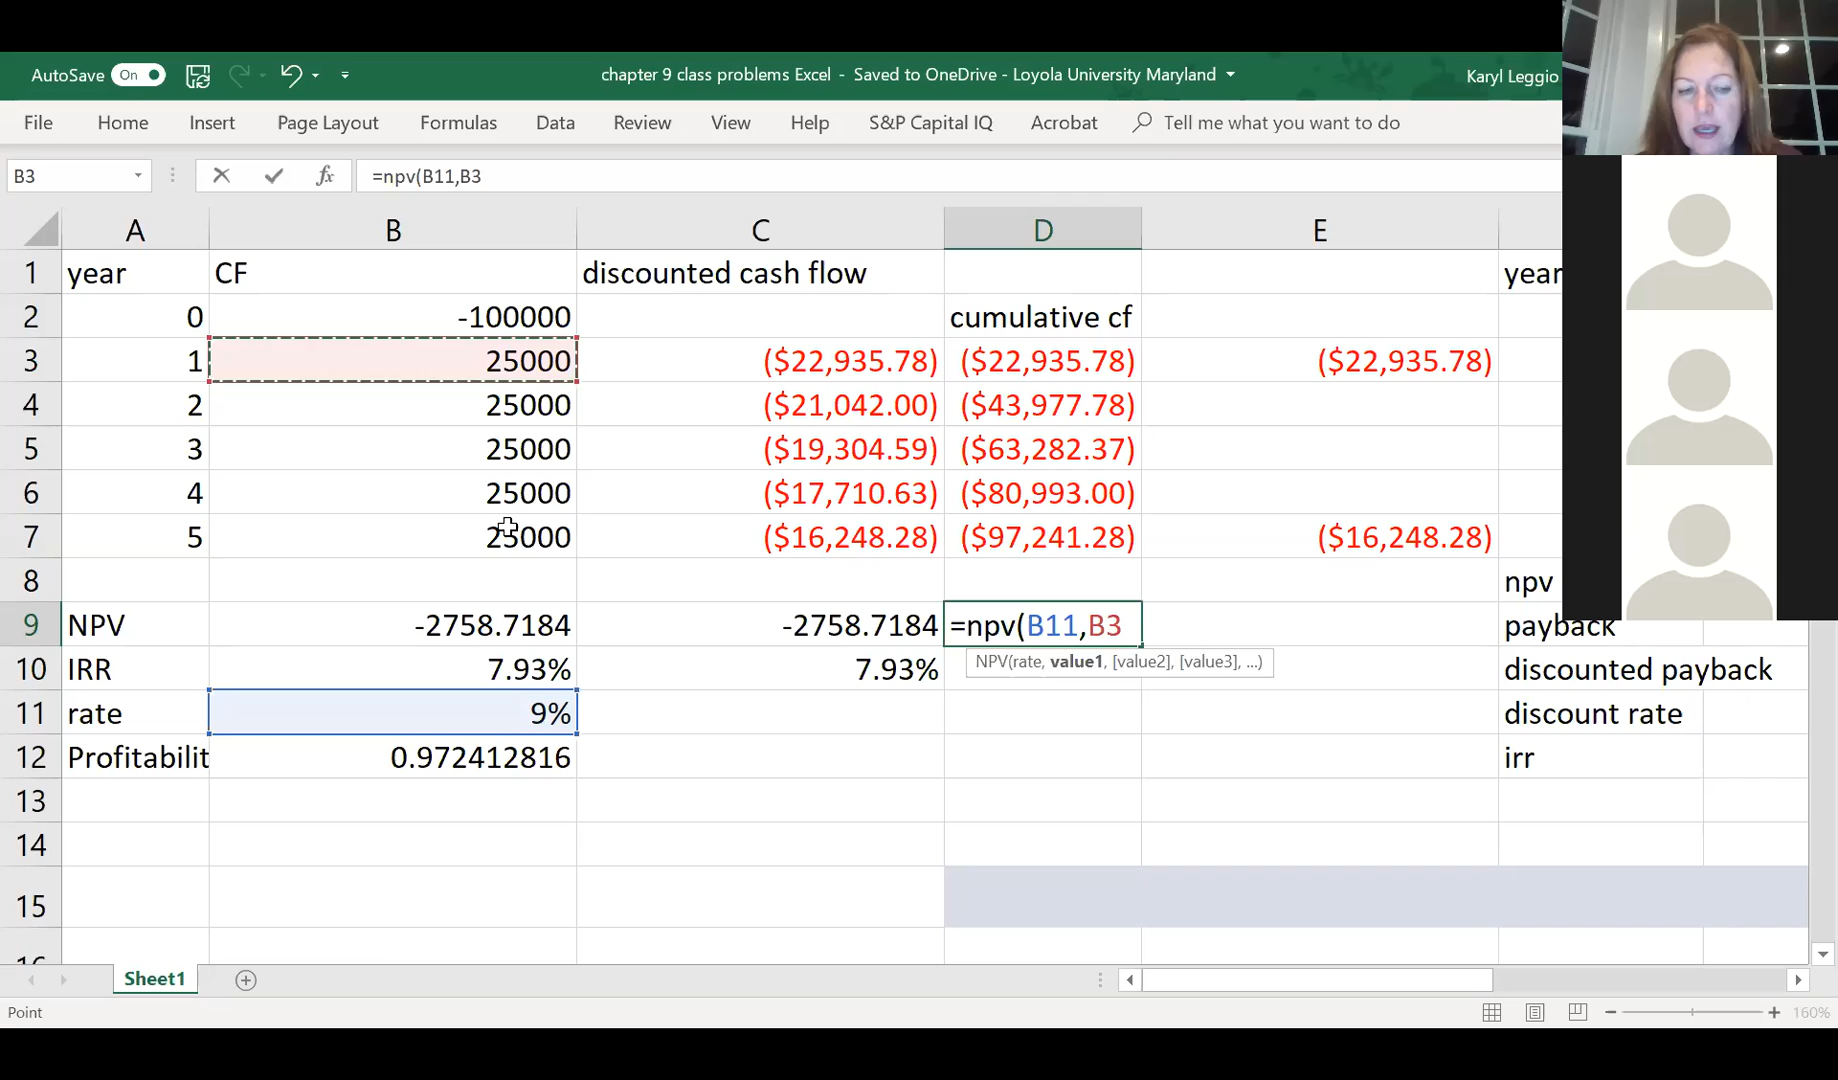 AutoSave On chapter 9 class problems Excel - Saved to OneDrive - Loyola University Maryland Karyl Leggio
File Home Insert Page Layout Formulas Data Review View Help S&P Capital IQ Acrobat Tell me what you want to do
B3 fx =npv(B11,B3
A B C D E
1 year CF discounted cash flow year
2 0 -100000 cumulative cf
3 1 25000 ($22,935.78) ($22,935.78) ($22,935.78)
4 2 25000 ($21,042.00) ($43,977.78)
5 3 25000 ($19,304.59) ($63,282.37)
6 4 25000 ($17,710.63) ($80,993.00)
7 5 25000 ($16,248.28) ($97,241.28) ($16,248.28)
8 npv
9 NPV -2758.7184 -2758.7184 =npv(B11,B3 payback
NPV(rate, value1, [value2], [value3], ...)
10 IRR 7.93% 7.93% discounted payback
11 rate 9% discount rate
12 Profitabilit 0.972412816 irr
13
14
15
16
Sheet1
Point 160%